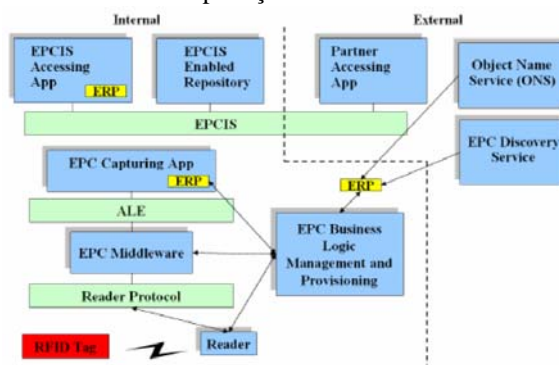 Internal
External
EPCIS
Accessing
App
ERP
EPCIS
Enabled
Repository
Partner
Accessing
App
Object Name
Service (ONS)
EPCIS
EPC Discovery
Service
EPC Capturing App
ERP
ERP
ALE
EPC Business
Logic
Management and
Provisioning
EPC Middleware
Reader Protocol
RFID Tag
Reader